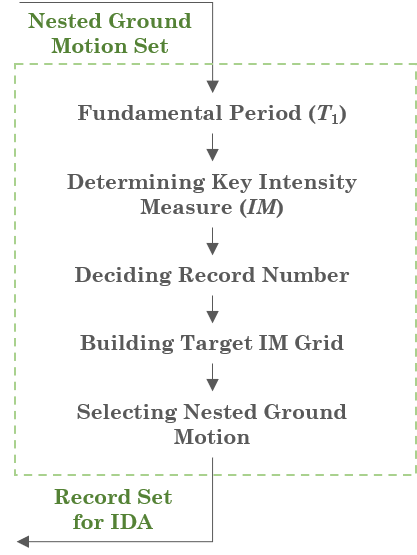 Nested Ground
Motion Set
Fundamental Period (T₁)
Determining Key Intensity
Measure (IM)
Deciding Record Number
Building Target IM Grid
Selecting Nested Ground
Motion
Record Set
for IDA